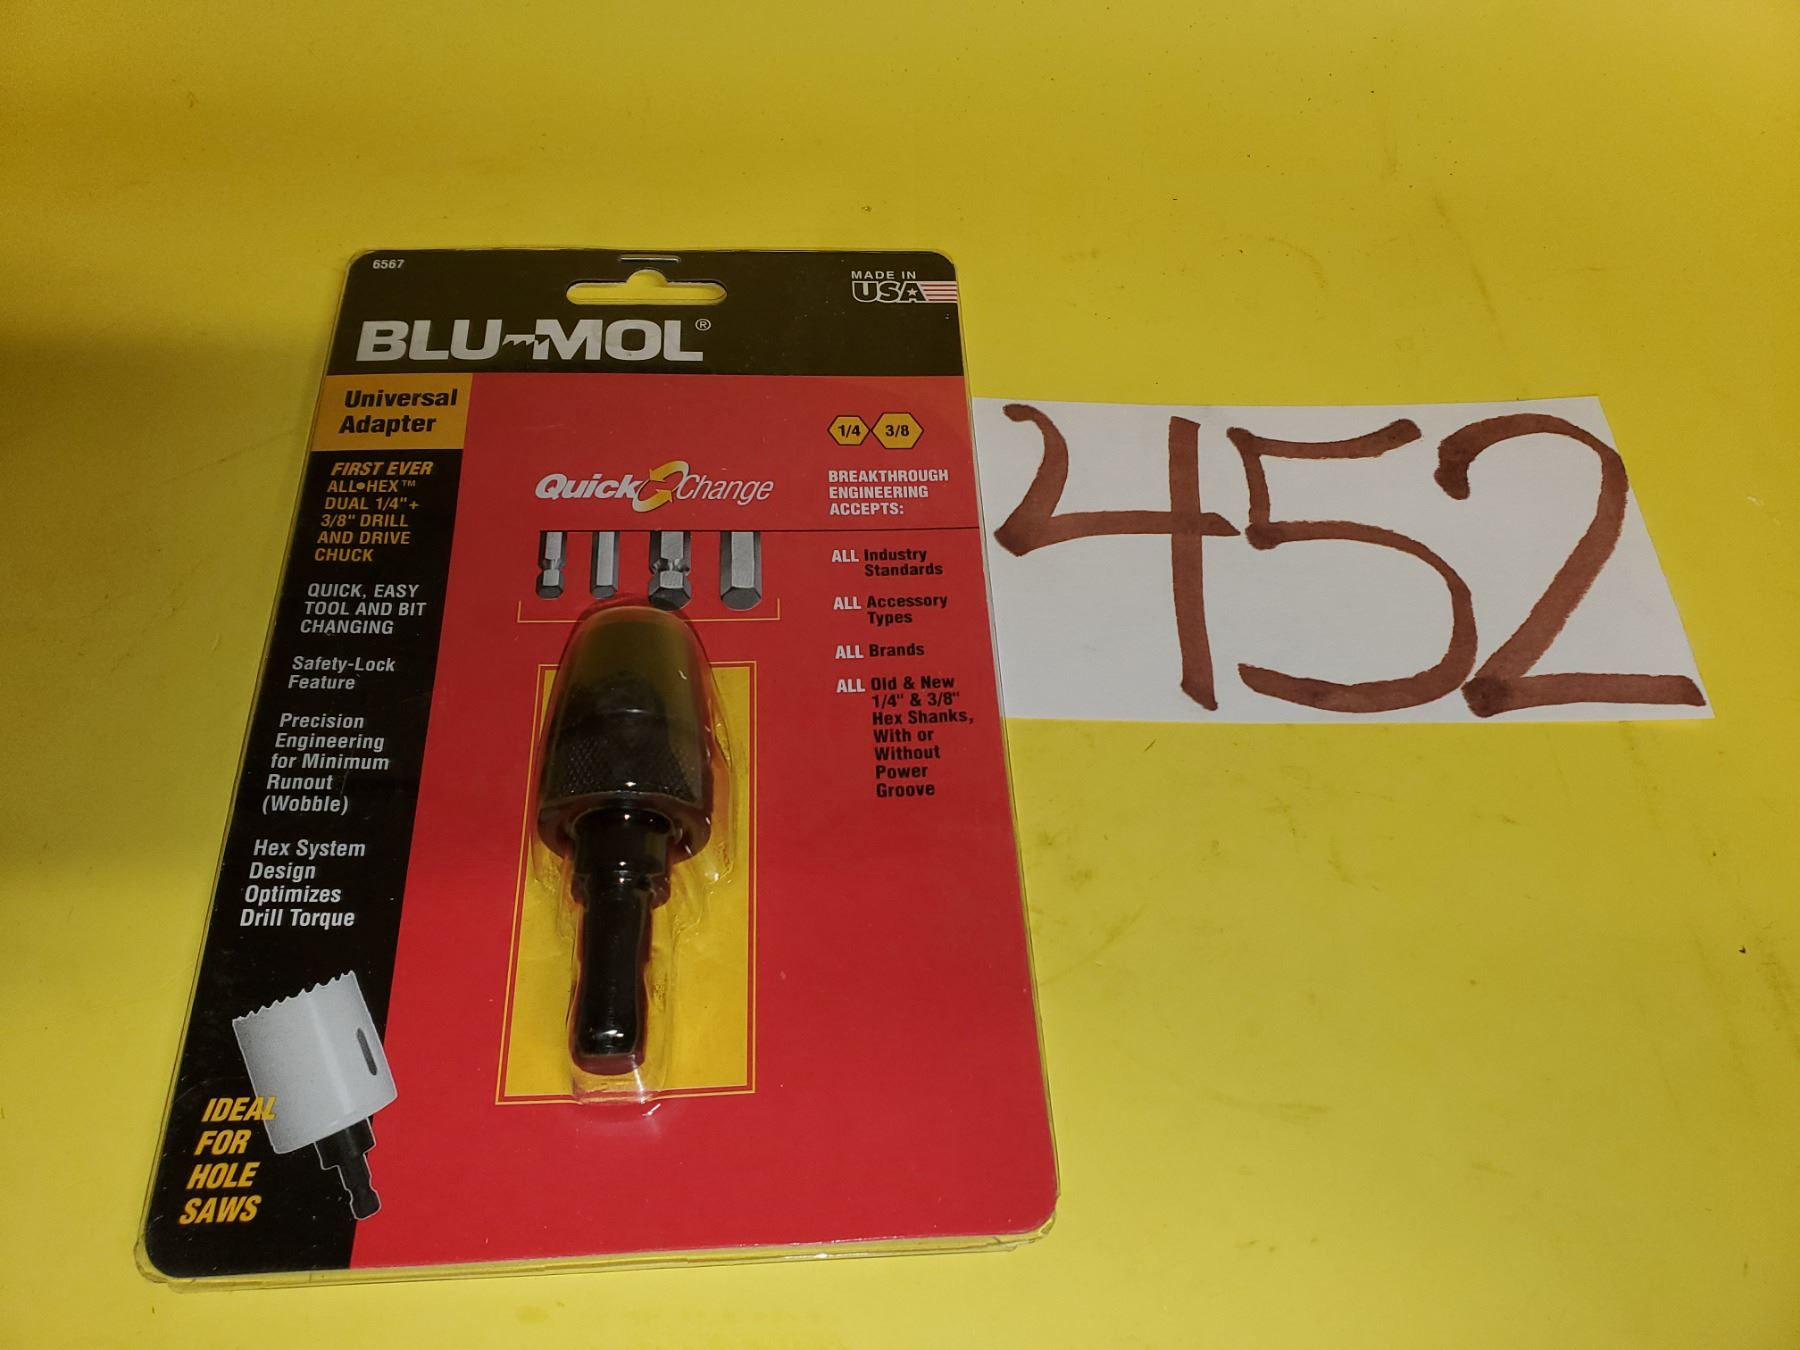 6567
MADE IN
USA
BLU-MOL®
Universal
Adapter
FIRST EVER
ALL•HEX™
DUAL 1/4"+
3/8" DRILL
AND DRIVE
CHUCK
QUICK, EASY
TOOL AND BIT
CHANGING
Safety-Lock
Feature
Precision
Engineering
for Minimum
Runout
(Wobble)
Hex System
Design
Optimizes
Drill Torque
IDEAL
FOR
HOLE
SAWS
Quick Change
1/4 3/8
BREAKTHROUGH
ENGINEERING
ACCEPTS:
ALL Industry
Standards
ALL Accessory
Types
ALL Brands
ALL Old & New
1/4" & 3/8"
Hex Shanks,
With or
Without
Power
Groove
452